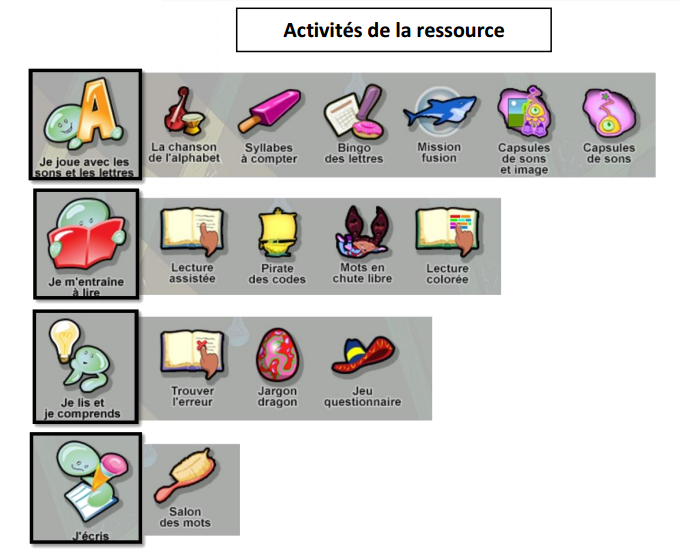 Activités de la ressource
Je joue avec les
sons et les lettres
La chanson
de l'alphabet
Syllabes
à compter
Bingo
des lettres
Mission
fusion
Capsules
de sons
et image
Capsules
de sons
Je m'entraîne
à lire
Lecture
assistée
Pirate
des codes
Mots en
chute libre
Lecture
colorée
Je lis et
je comprends
Trouver
l'erreur
Jargon
dragon
Jeu
questionnaire
J'écris
Salon
des mots